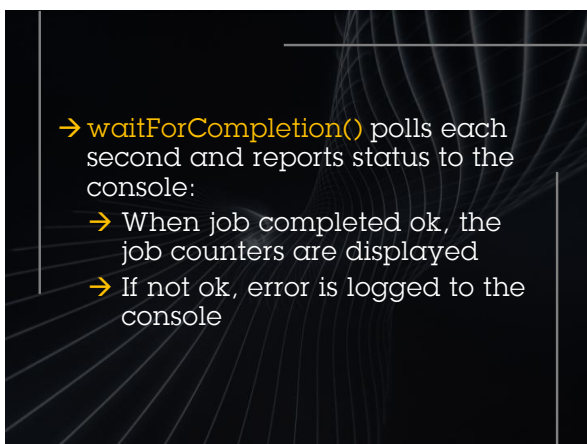 → waitForCompletion() polls each
second and reports status to the
console:
→ When job completed ok, the
job counters are displayed
→ If not ok, error is logged to the
console